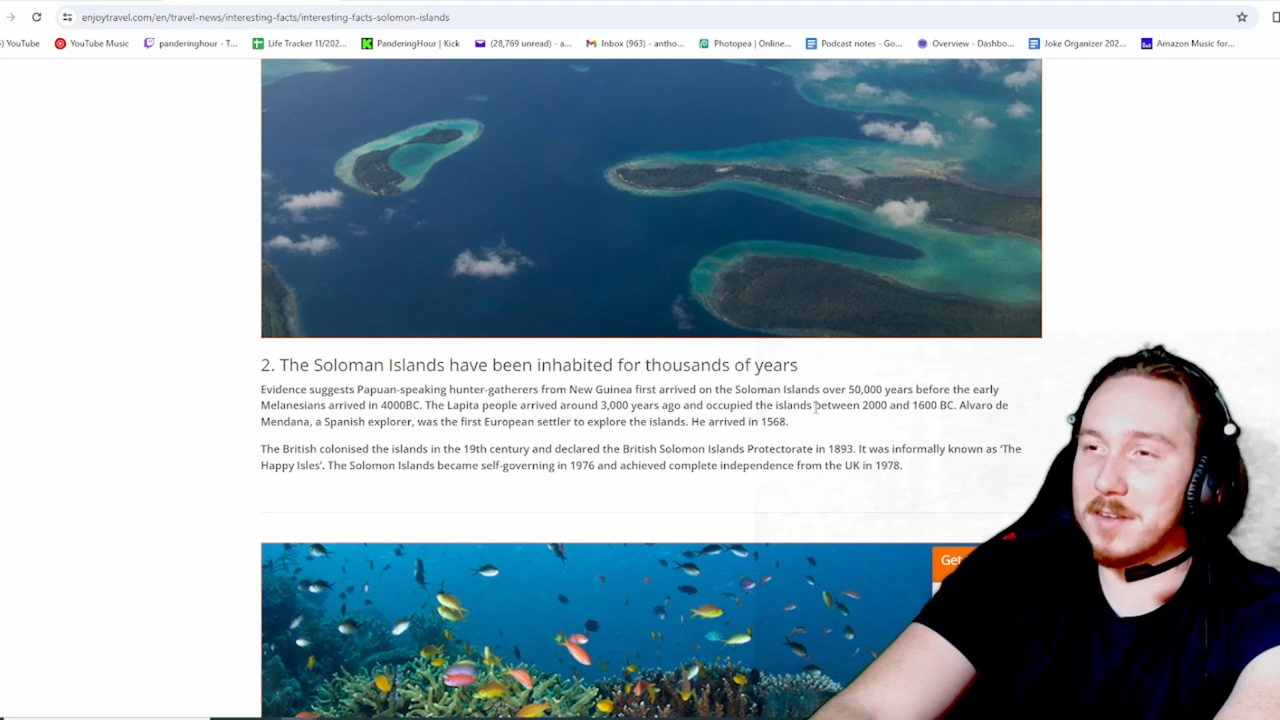 enjoytravel.com/en/travel-news/interesting-facts/interesting-facts-solomon-islands
) YouTube YouTube Music panderinghour - T... Life Tracker 11/202... PanderingHour | Kick (28,769 unread) - a... Inbox (963) - antho... Photopea | Online... Podcast notes - Go... Overview - Dashbo... Joke Organizer 202... Amazon Music for...
2. The Soloman Islands have been inhabited for thousands of years
Evidence suggests Papuan-speaking hunter-gatherers from New Guinea first arrived on the Soloman Islands over 50,000 years before the early
Melanesians arrived in 4000BC. The Lapita people arrived around 3,000 years ago and occupied the islands between 2000 and 1600 BC. Alvaro de
Mendana, a Spanish explorer, was the first European settler to explore the islands. He arrived in 1568.
The British colonised the islands in the 19th century and declared the British Solomon Islands Protectorate in 1893. It was informally known as ‘The
Happy Isles’. The Solomon Islands became self-governing in 1976 and achieved complete independence from the UK in 1978.
Get